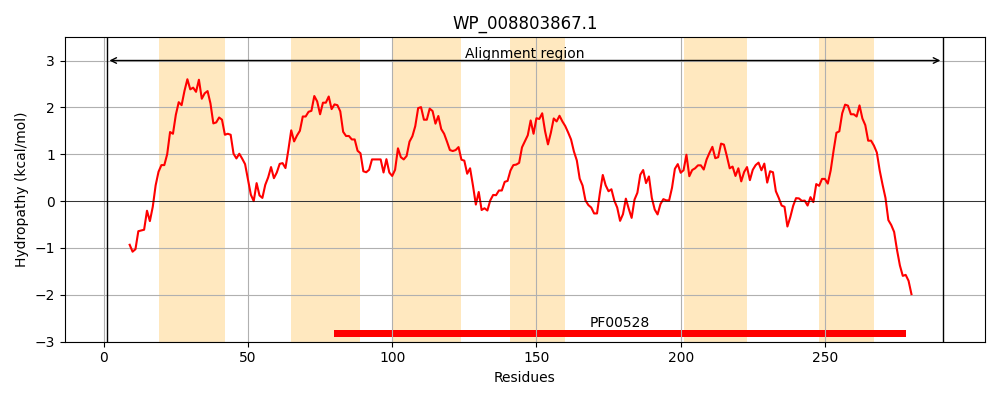 WP_008803867.1
Alignment region
3
2
1
0
−1
−2
−3
Hydropathy (kcal/mol)
PF00528
0 50 100 150 200 250
Residues